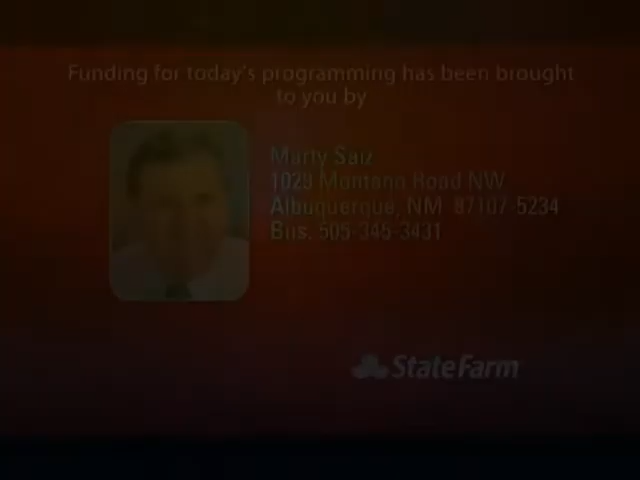 Funding for today's programming has been brought
to you by
Marty Saiz
1029 Montano Road NW
Albuquerque, NM 87107-5234
Bus. 505-345-3431
StateFarm